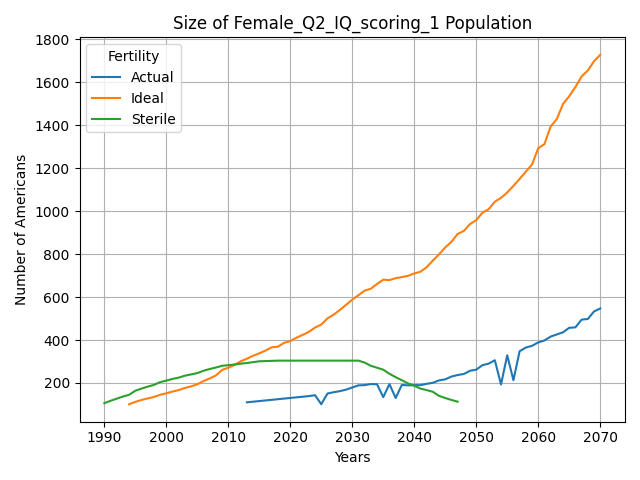 Size of Female_Q2_IQ_scoring_1 Population
Fertility
Actual
Ideal
Sterile
Number of Americans
1800
1600
1400
1200
1000
800
600
400
200
1990 2000 2010 2020 2030 2040 2050 2060 2070
Years